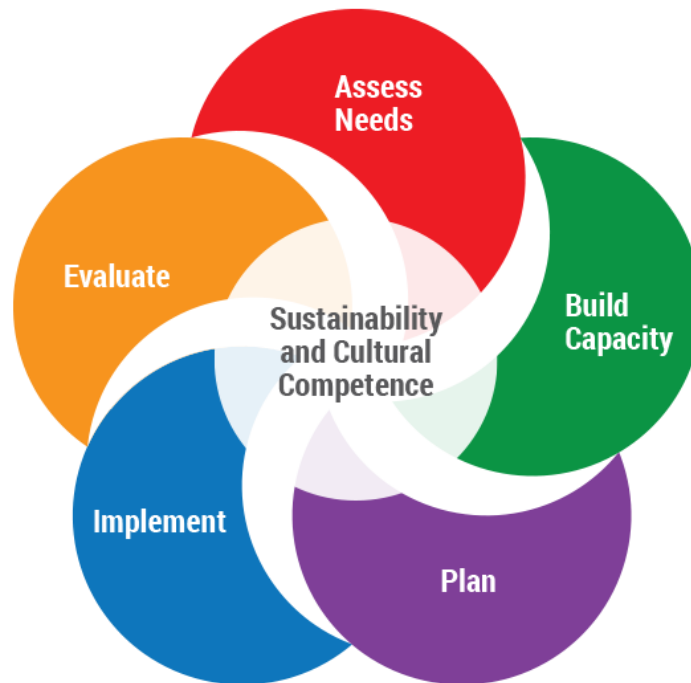 Assess
Needs
Build
Capacity
Plan
Implement
Evaluate
Sustainability
and Cultural
Competence